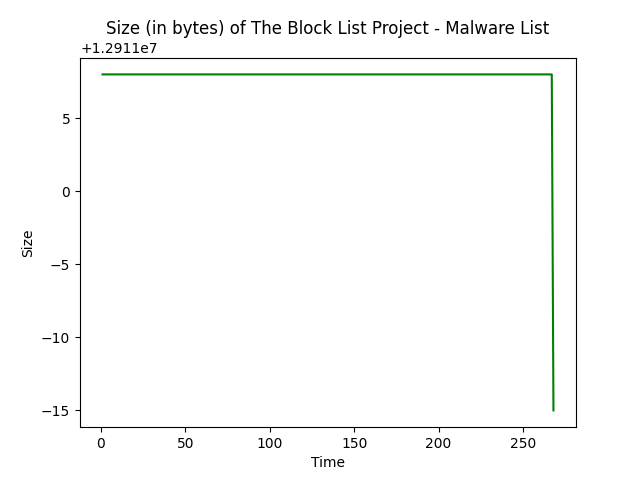 Size (in bytes) of The Block List Project - Malware List
+1.2911e7
5
0
−5
−10
−15
Size
0 50 100 150 200 250
Time